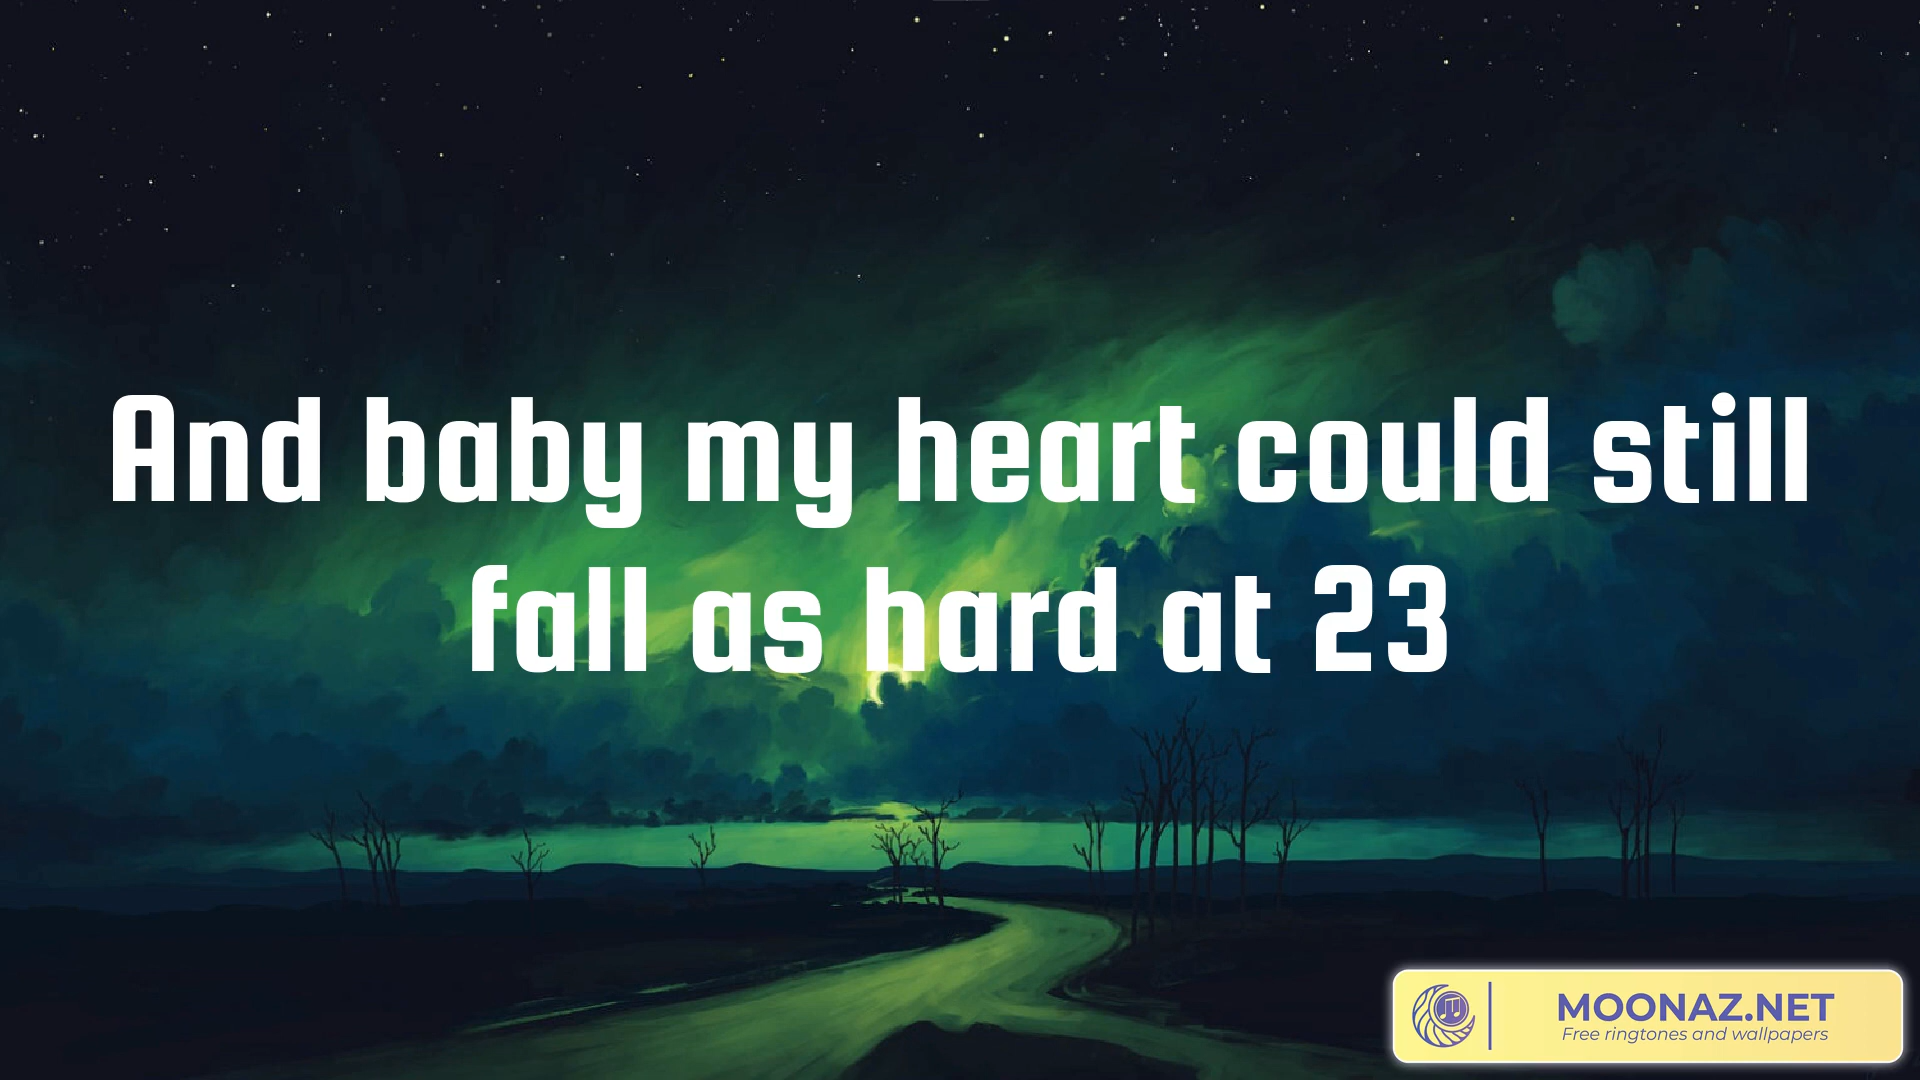 And baby my heart could still
fall as hard at 23
MOONAZ.NET
Free ringtones and wallpapers